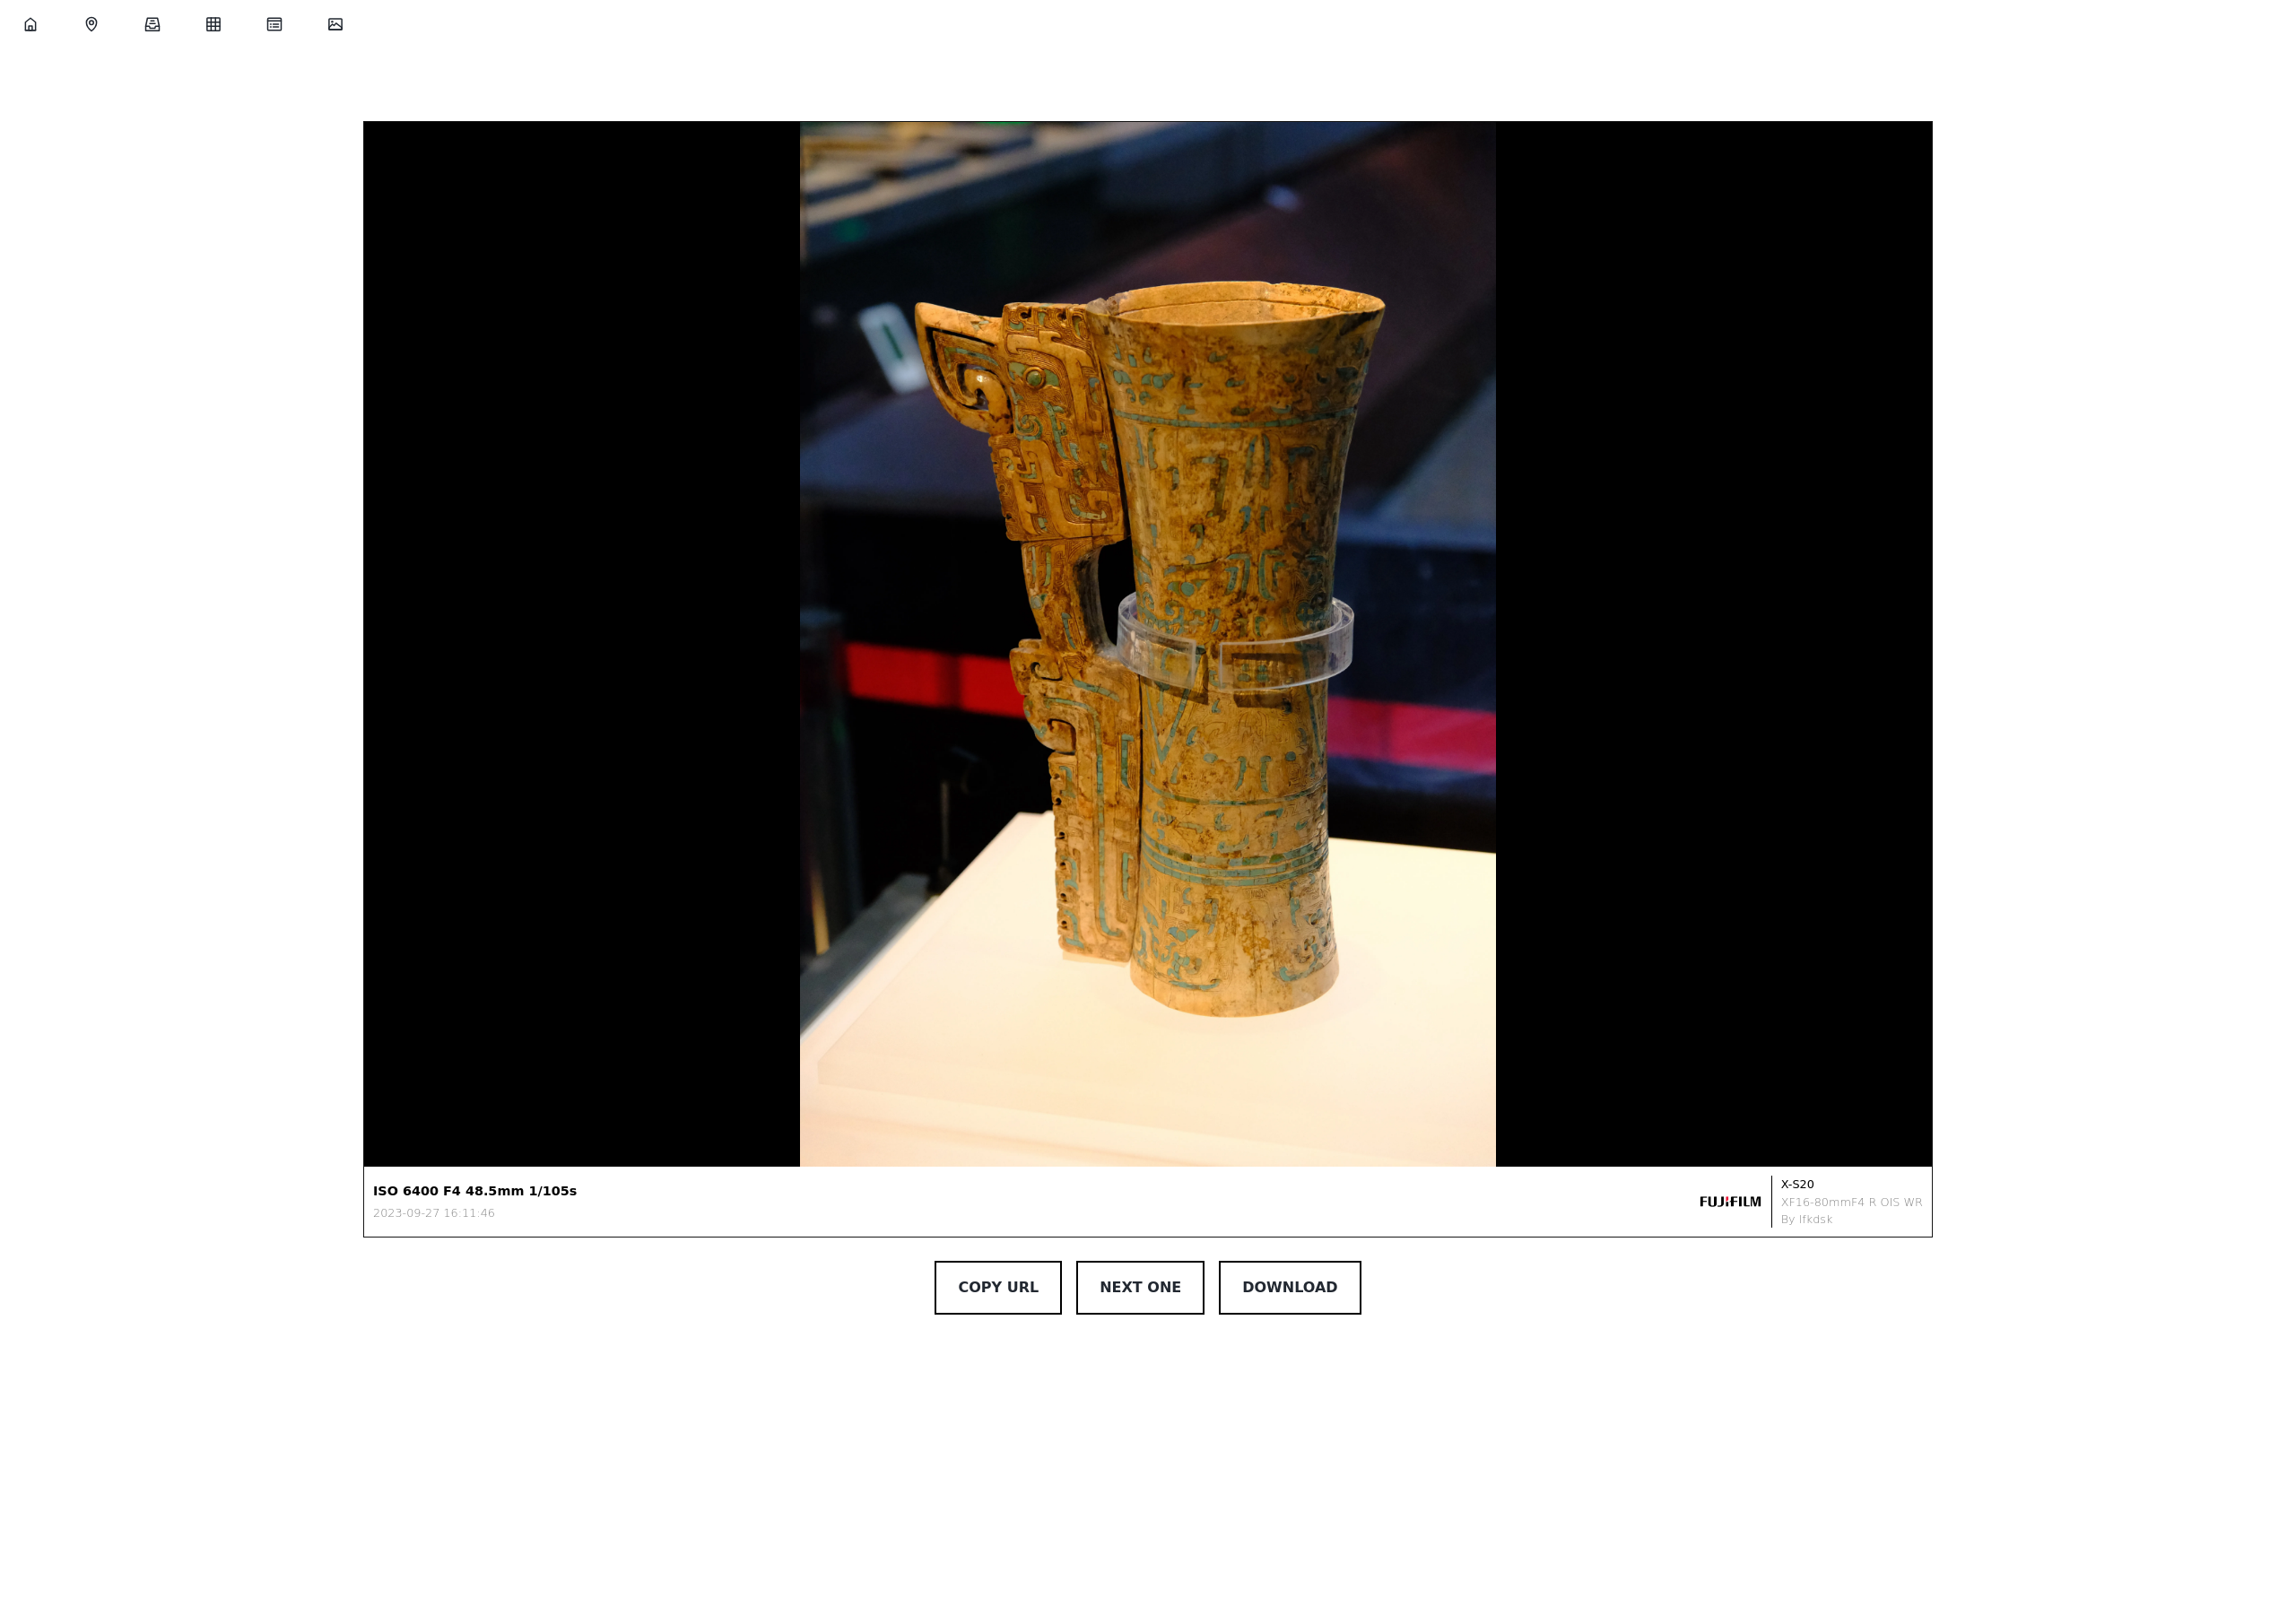 ISO 6400 F4 48.5mm 1/105s
2023-09-27 16:11:46
FUJIFILM
X-S20
XF16-80mmF4 R OIS WR
By lfkdsk
COPY URL
NEXT ONE
DOWNLOAD